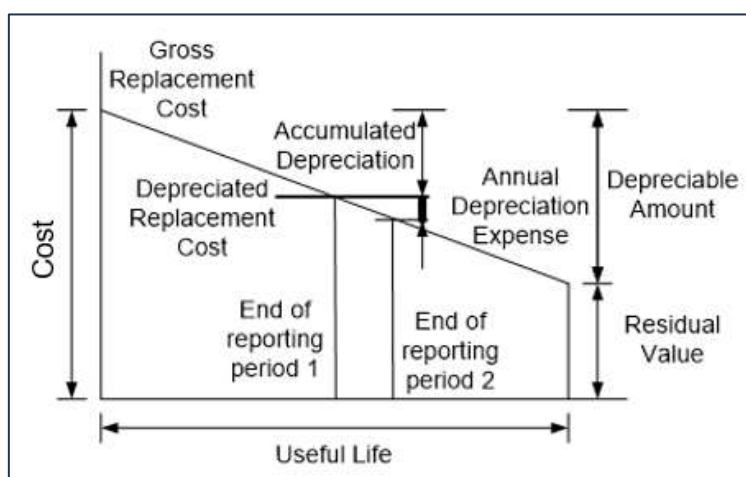 Gross
Replacement
Cost
Accumulated
Depreciation
Depreciated
Replacement
Cost
Annual
Depreciation
Expense
Depreciable
Amount
Cost
End of
reporting
period 1
End of
reporting
period 2
Residual
Value
Useful Life